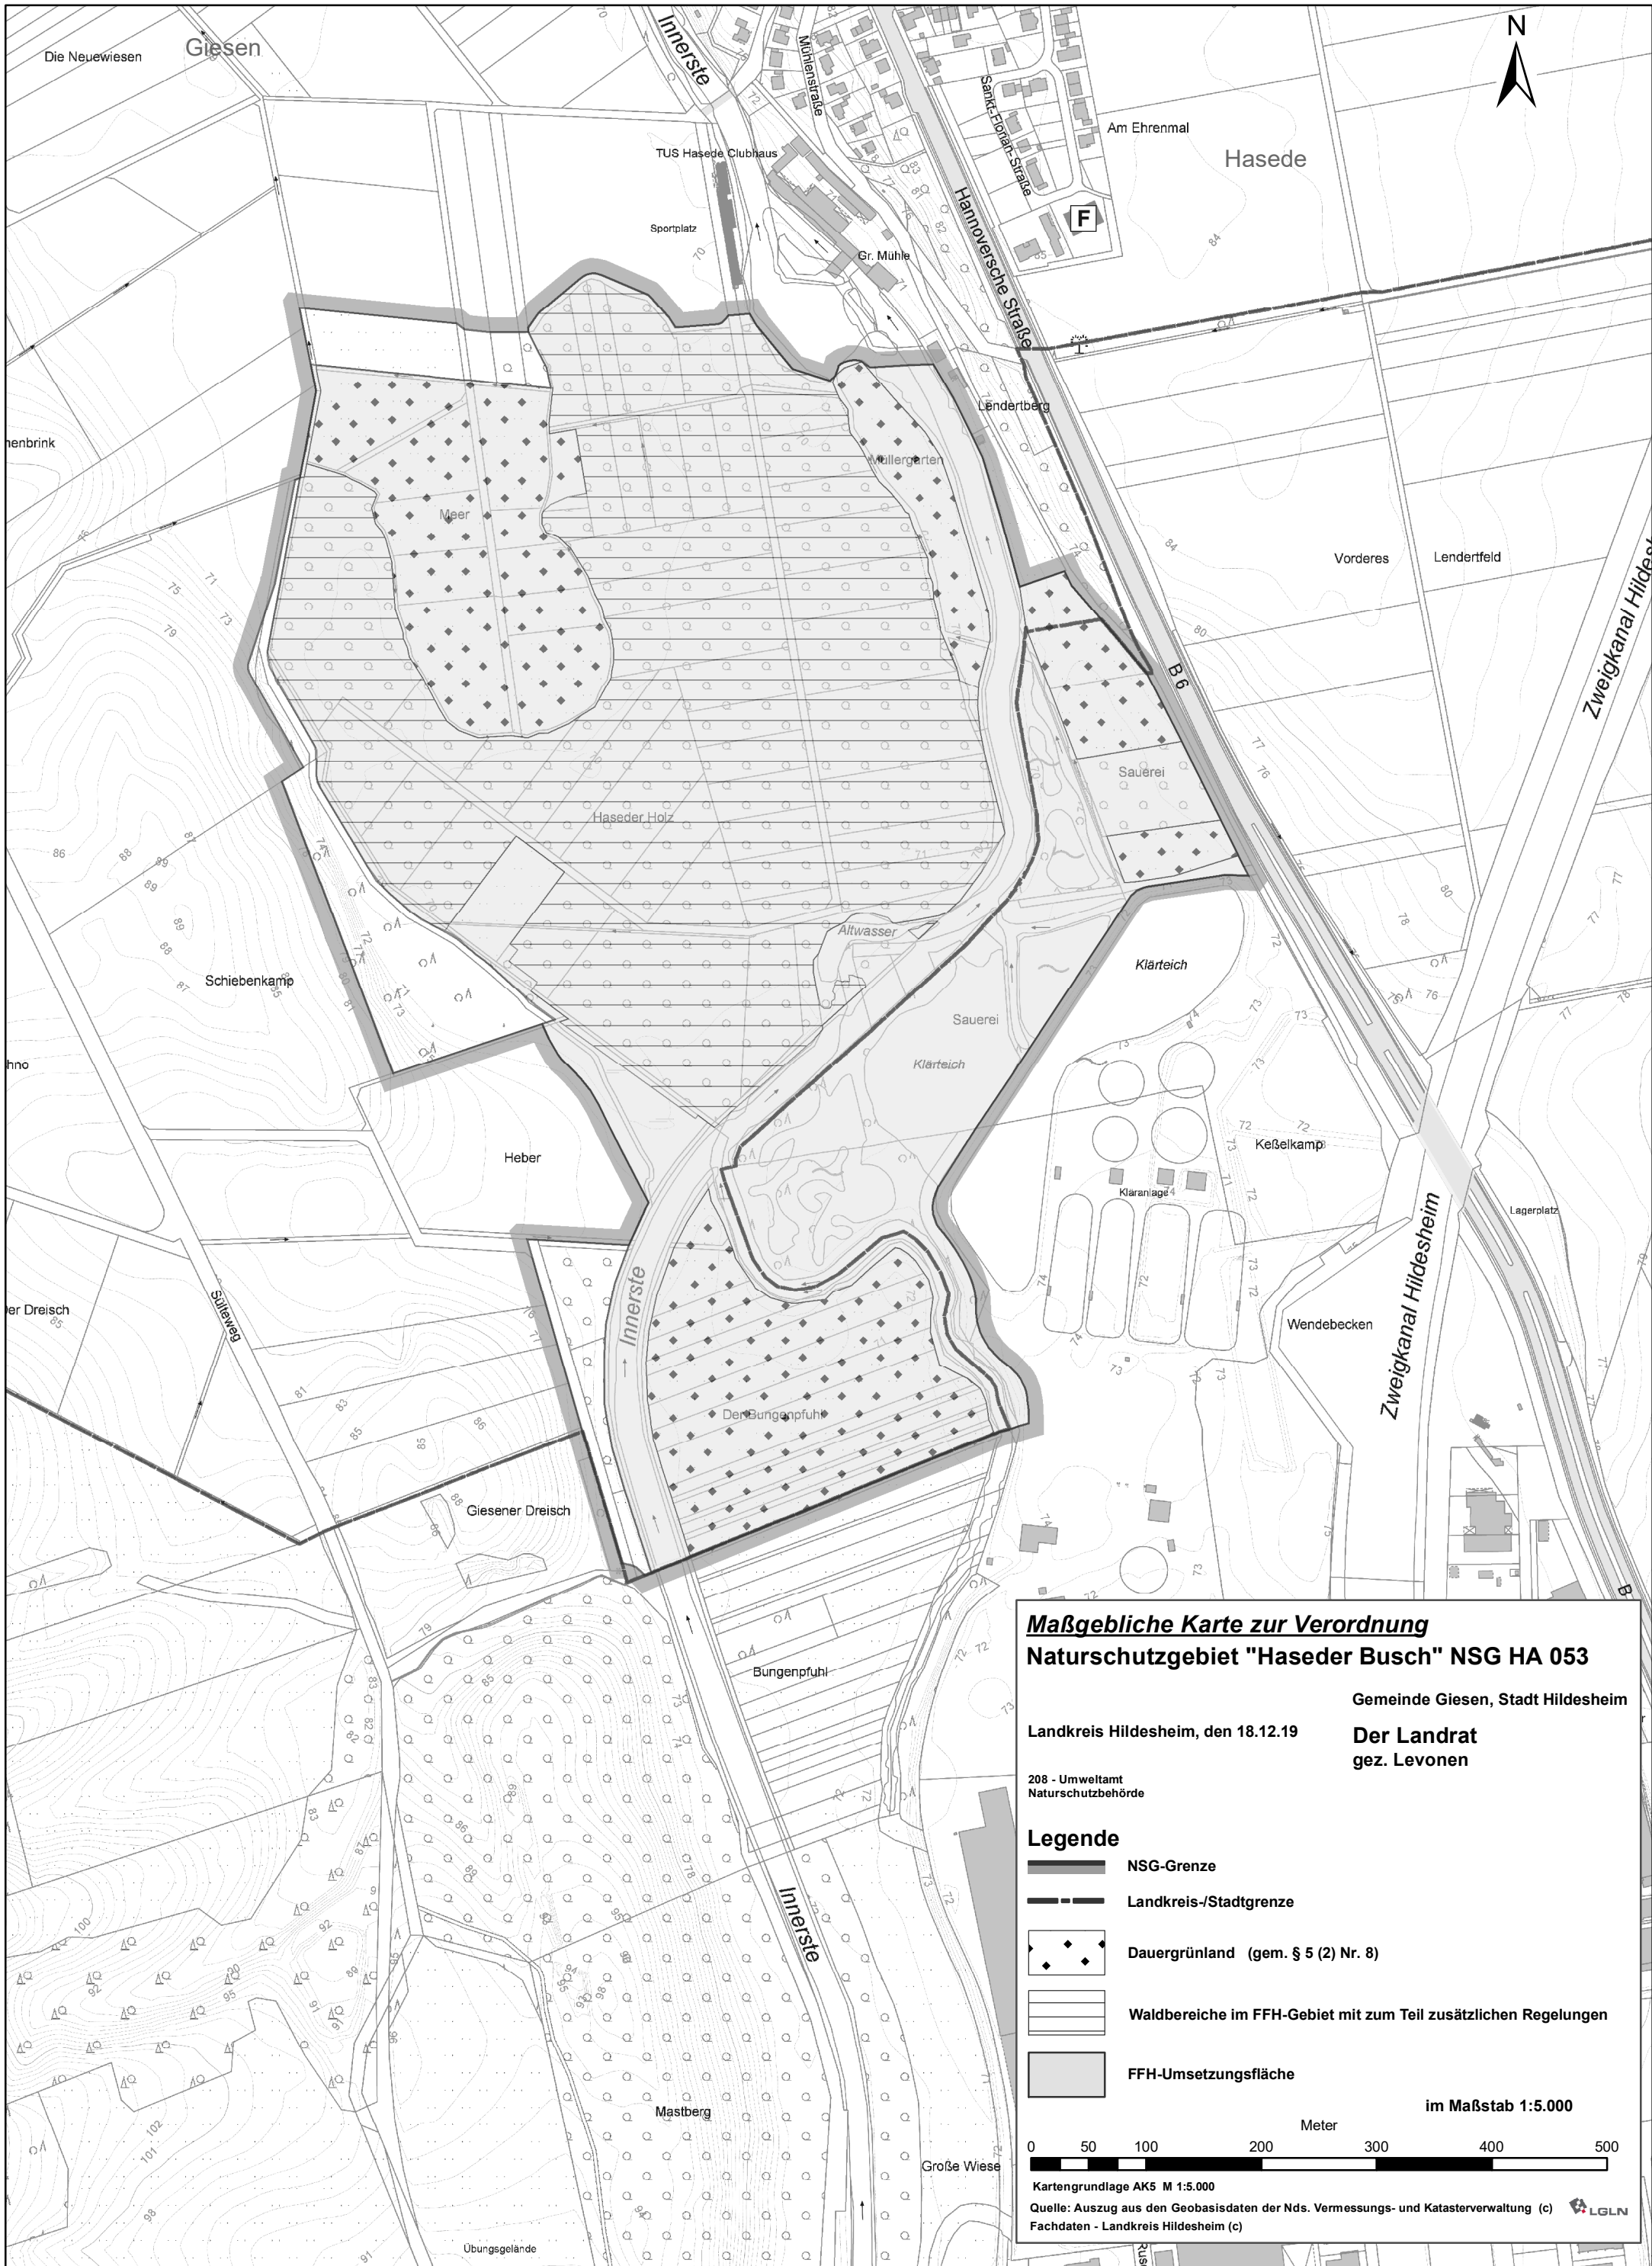 Giesen
Die Neuewiesen
Innerste
Mühlenstraße
Sankt-Florian-Straße
N
Am Ehrenmal
Hasede
TUS Hasede Clubhaus
Sportplatz
Gr. Mühle
Hannoversche Straße
F
Lendertberg
Müllergarten
Meer
Vorderes
Lendertfeld
B 6
Zweigkanal Hildes
Sauerei
Haseder Holz
Altwasser
Schiebenkamp
Klärteich
Sauerei
Klärteich
Heber
Keßelkamp
Kläranlage
Lagerplatz
Zweigkanal Hildesheim
Wendebecken
Sülteweg
Innerste
Der Bungenpfuhl
Giesener Dreisch
Bungenpfuhl
Innerste
Mastberg
Große Wiese
Übungsgelände
Maßgebliche Karte zur Verordnung
Naturschutzgebiet "Haseder Busch" NSG HA 053
Gemeinde Giesen, Stadt Hildesheim
Landkreis Hildesheim, den 18.12.19
Der Landrat
gez. Levonen
208 - Umweltamt
Naturschutzbehörde
Legende
NSG-Grenze
Landkreis-/Stadtgrenze
Dauergrünland (gem. § 5 (2) Nr. 8)
Waldbereiche im FFH-Gebiet mit zum Teil zusätzlichen Regelungen
FFH-Umsetzungsfläche
im Maßstab 1:5.000
Meter
0 50 100 200 300 400 500
Kartengrundlage AK5 M 1:5.000
Quelle: Auszug aus den Geobasisdaten der Nds. Vermessungs- und Katasterverwaltung (c)
LGLN
Fachdaten - Landkreis Hildesheim (c)